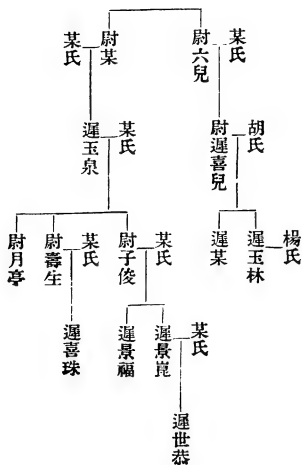 某氏
尉六兒
尉某
某氏
胡氏
尉遲喜兒
某氏
遲玉泉
楊氏
遲玉林
遲某
某氏
尉子俊
某氏
尉壽生
尉月亭
某氏
遲景崑
遲景福
遲喜珠
遲世恭